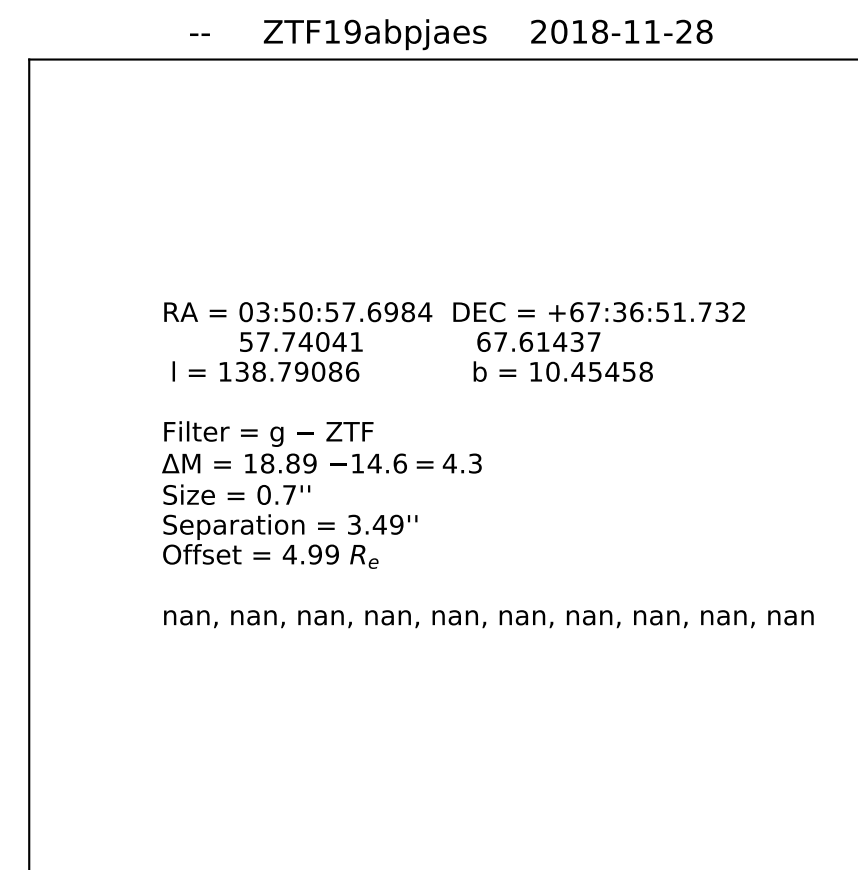 -- ZTF19abpjaes 2018-11-28
RA = 03:50:57.6984 DEC = +67:36:51.732
57.74041 67.61437
l = 138.79086 b = 10.45458
Filter = g − ZTF
ΔM = 18.89 −14.6 = 4.3
Size = 0.7''
Separation = 3.49''
Offset = 4.99 Rₑ
nan, nan, nan, nan, nan, nan, nan, nan, nan, nan